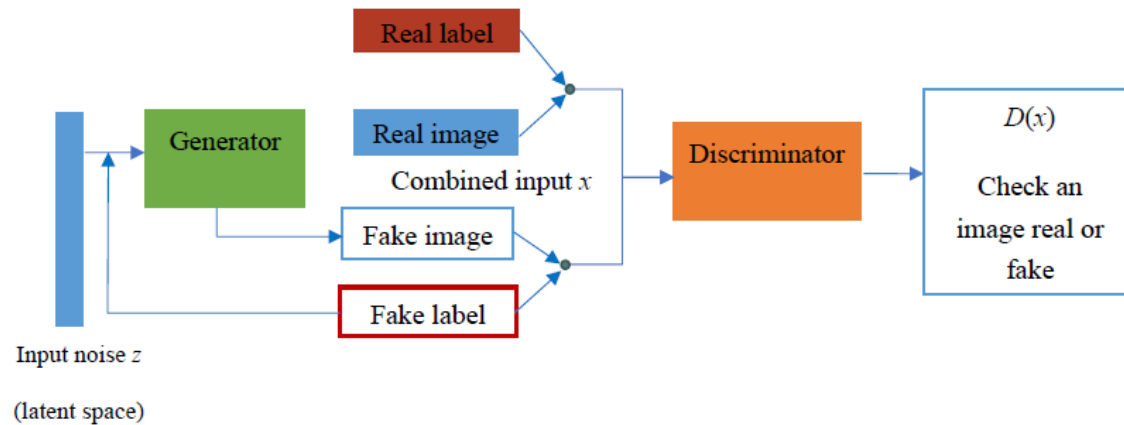 Real label
Generator
Real image
Combined input x
Discriminator
D(x)
Check an
image real or
fake
Fake image
Fake label
Input noise z
(latent space)